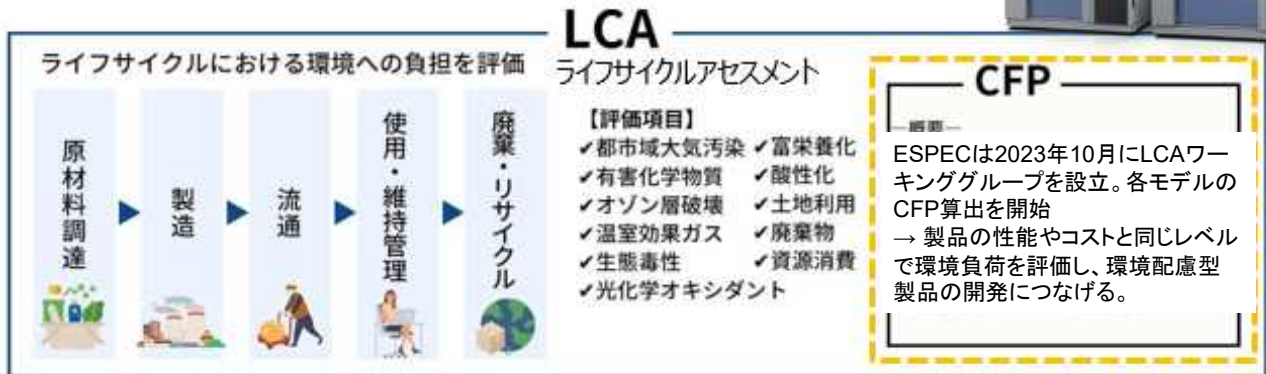 LCA
ライフサイクルアセスメント
ライフサイクルにおける環境への負担を評価
原材料調達
製造
流通
使用・維持管理
廃棄・リサイクル
【評価項目】
✔都市域大気汚染 ✔富栄養化
✔有害化学物質 ✔酸性化
✔オゾン層破壊 ✔土地利用
✔温室効果ガス ✔廃棄物
✔生態毒性 ✔資源消費
✔光化学オキシダント
CFP
ー概要ー
ESPECは2023年10月にLCAワー
キンググループを設立。各モデルの
CFP算出を開始
→ 製品の性能やコストと同じレベル
で環境負荷を評価し、環境配慮型
製品の開発につなげる。